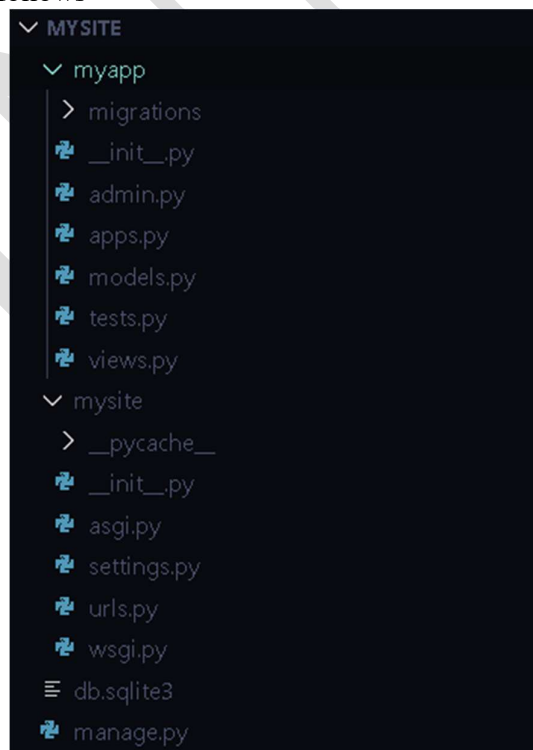 MYSITE
myapp
migrations
__init__.py
admin.py
apps.py
models.py
tests.py
views.py
mysite
__pycache__
__init__.py
asgi.py
settings.py
urls.py
wsgi.py
db.sqlite3
manage.py